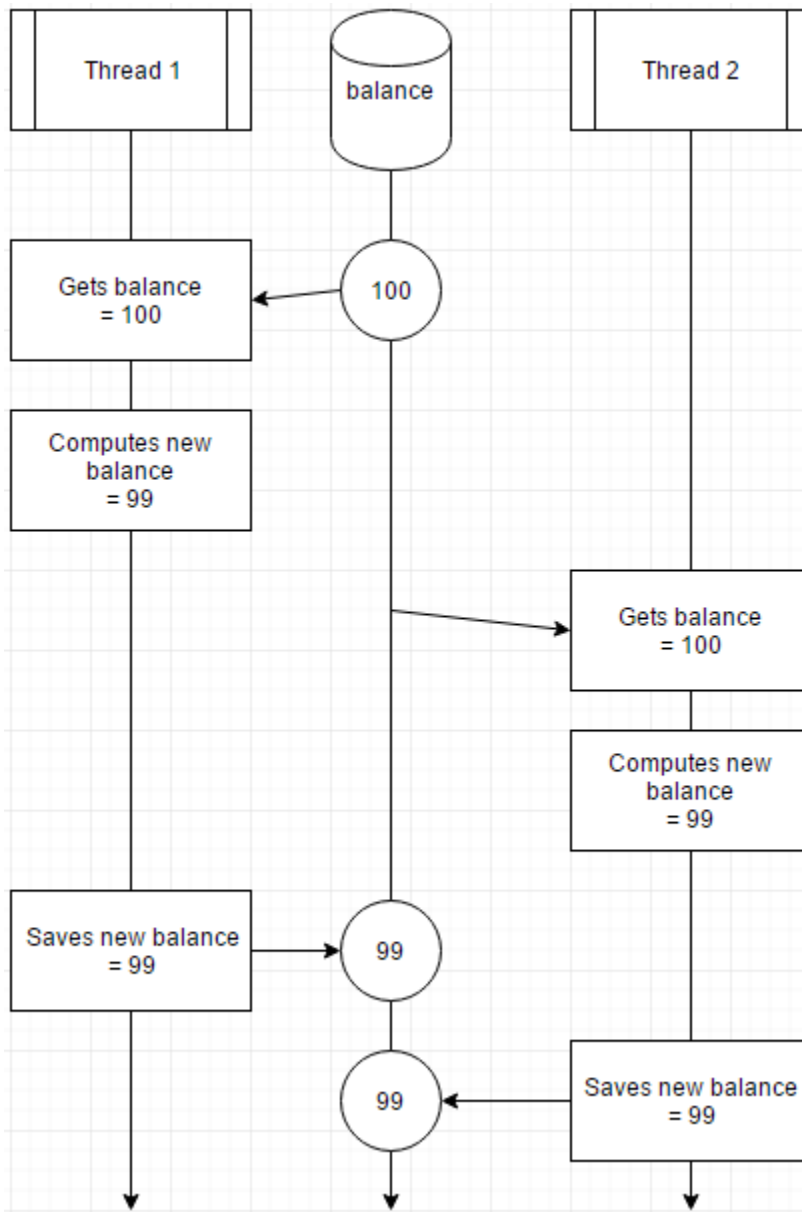 Thread 1
balance
Thread 2
Gets balance
= 100
100
Computes new
balance
= 99
Gets balance
= 100
Computes new
balance
= 99
Saves new balance
= 99
99
99
Saves new balance
= 99